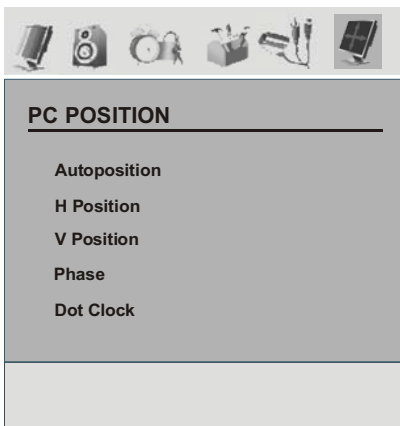 PC POSITION
Autoposition
H Position
V Position
Phase
Dot Clock